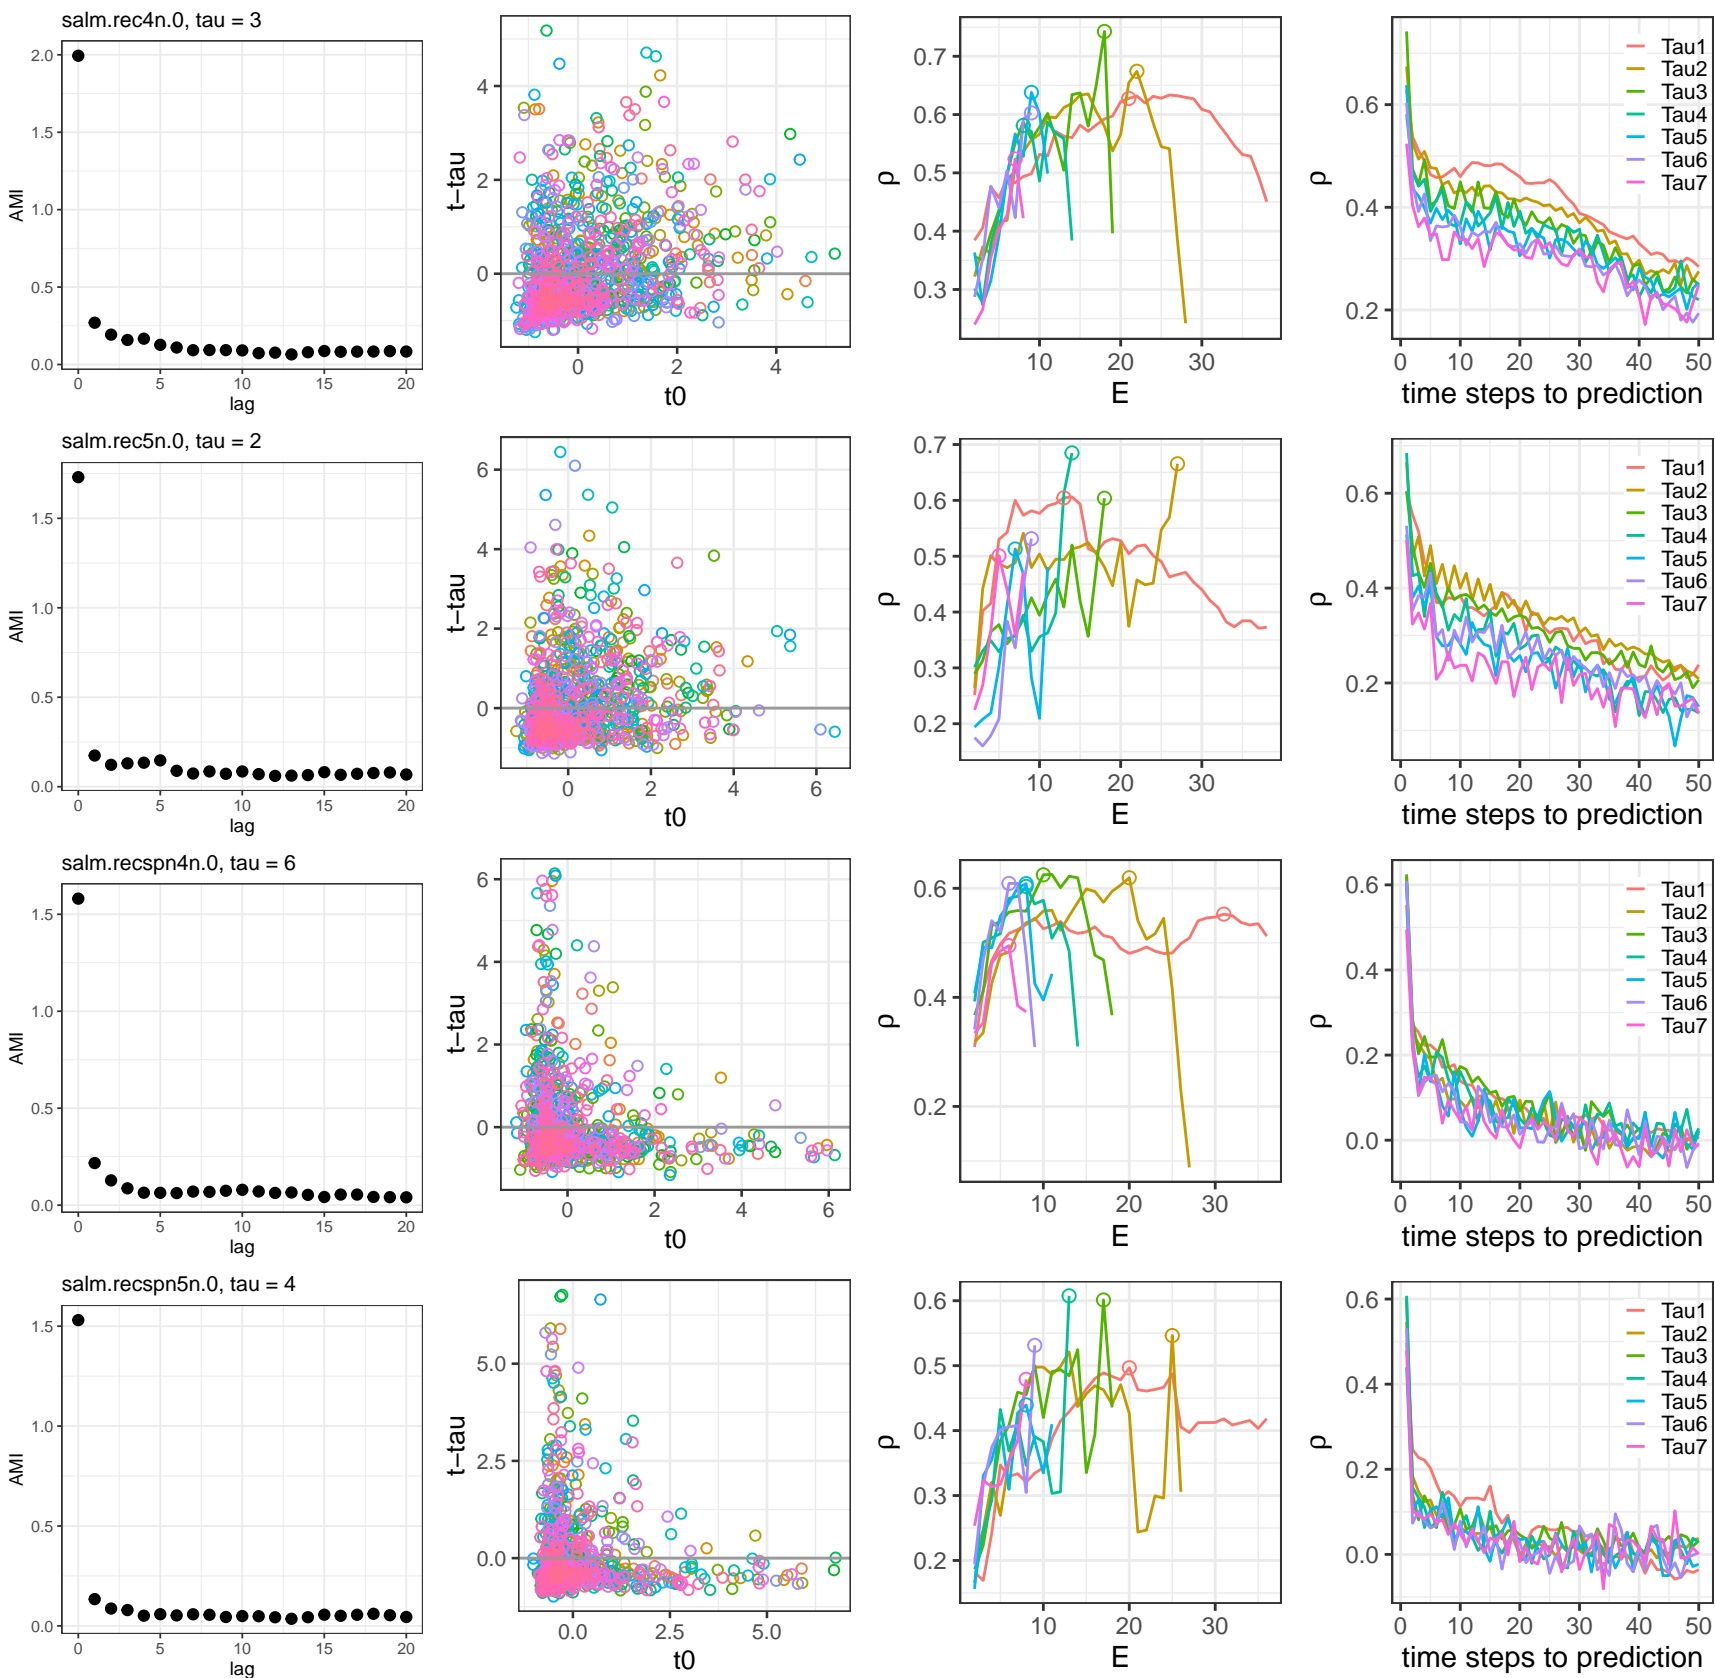 salm.rec4n.0, tau = 3
AMI
2.0
1.5
1.0
0.5
0.0
0 5 10 15 20
lag
t−tau
4
2
0
0 2 4
t0
ρ
0.7
0.6
0.5
0.4
0.3
10 20 30
E
ρ
0.6
0.4
0.2
0 10 20 30 40 50
time steps to prediction
Tau1
Tau2
Tau3
Tau4
Tau5
Tau6
Tau7
salm.rec5n.0, tau = 2
AMI
1.5
1.0
0.5
0.0
0 5 10 15 20
lag
t−tau
6
4
2
0
0 2 4 6
t0
ρ
0.7
0.6
0.5
0.4
0.3
0.2
10 20 30
E
ρ
0.6
0.4
0.2
0 10 20 30 40 50
time steps to prediction
Tau1
Tau2
Tau3
Tau4
Tau5
Tau6
Tau7
salm.recspn4n.0, tau = 6
AMI
1.5
1.0
0.5
0.0
0 5 10 15 20
lag
t−tau
6
4
2
0
0 2 4 6
t0
ρ
0.6
0.4
0.2
10 20 30
E
ρ
0.6
0.4
0.2
0.0
0 10 20 30 40 50
time steps to prediction
Tau1
Tau2
Tau3
Tau4
Tau5
Tau6
Tau7
salm.recspn5n.0, tau = 4
AMI
1.5
1.0
0.5
0.0
0 5 10 15 20
lag
t−tau
5.0
2.5
0.0
0.0 2.5 5.0
t0
ρ
0.6
0.5
0.4
0.3
0.2
10 20 30
E
ρ
0.6
0.4
0.2
0.0
0 10 20 30 40 50
time steps to prediction
Tau1
Tau2
Tau3
Tau4
Tau5
Tau6
Tau7